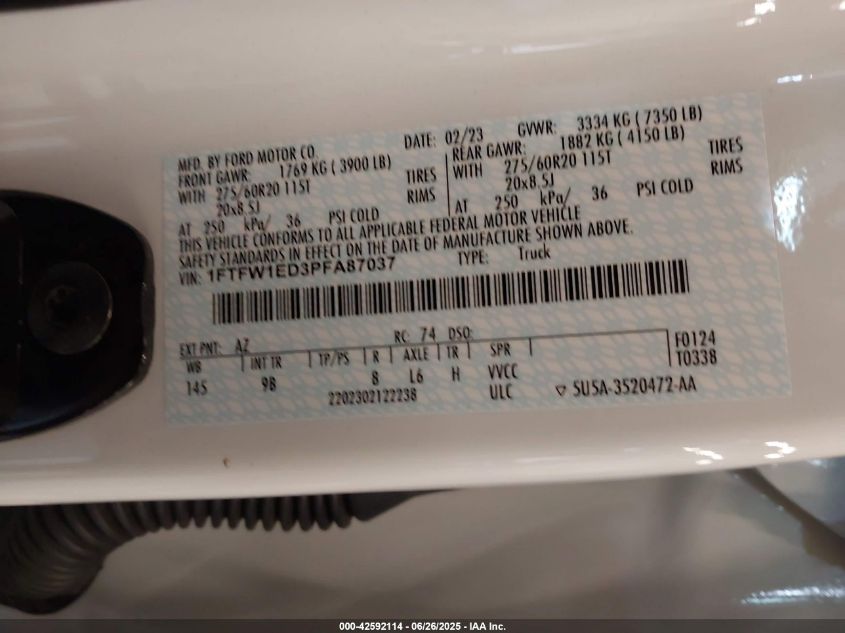 MFD. BY FORD MOTOR CO.
DATE: 02/23 GVWR: 3334 KG ( 7350 LB)
FRONT GAWR: 1769 KG ( 3900 LB)
WITH 275/60R20 115T TIRES
20x8.5J RIMS
AT 250 kPa/ 36 PSI COLD
REAR GAWR: 1882 KG ( 4150 LB)
WITH 275/60R20 115T TIRES
20x8.5J RIMS
AT 250 kPa/ 36 PSI COLD
THIS VEHICLE CONFORMS TO ALL APPLICABLE FEDERAL MOTOR VEHICLE
SAFETY STANDARDS IN EFFECT ON THE DATE OF MANUFACTURE SHOWN ABOVE.
VIN: 1FTFW1ED3PFA87037 TYPE: Truck
EXT PNT: AZ RC: 74 DSO: F0124
WB INT TR TP/PS R AXLE TR SPR T0338
145 9B 8 L6 H VVCC
2202302122238 ULC ▽ 5U5A-3520472-AA
000-42592114 - 06/26/2025 - IAA Inc.